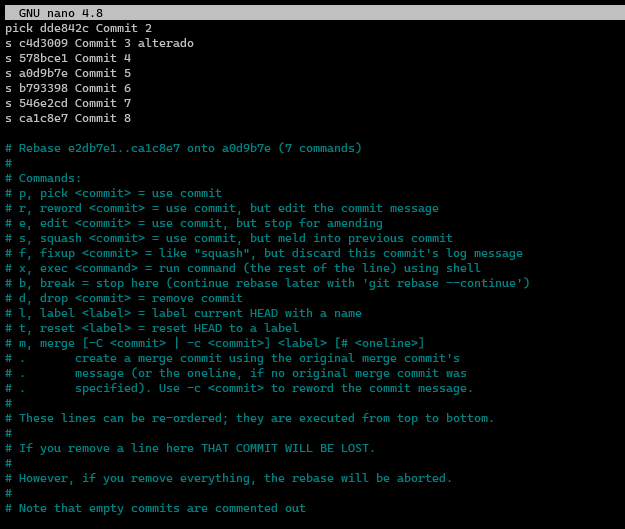 GNU nano 4.8
pick dde842c Commit 2
s c4d3009 Commit 3 alterado
s 578bce1 Commit 4
s a0d9b7e Commit 5
s b793398 Commit 6
s 546e2cd Commit 7
s ca1c8e7 Commit 8
# Rebase e2db7e1..ca1c8e7 onto a0d9b7e (7 commands)
#
# Commands:
# p, pick <commit> = use commit
# r, reword <commit> = use commit, but edit the commit message
# e, edit <commit> = use commit, but stop for amending
# s, squash <commit> = use commit, but meld into previous commit
# f, fixup <commit> = like "squash", but discard this commit's log message
# x, exec <command> = run command (the rest of the line) using shell
# b, break = stop here (continue rebase later with 'git rebase --continue')
# d, drop <commit> = remove commit
# l, label <label> = label current HEAD with a name
# t, reset <label> = reset HEAD to a label
# m, merge [-C <commit> | -c <commit>] <label> [# <oneline>]
# .       create a merge commit using the original merge commit's
# .       message (or the oneline, if no original merge commit was
# .       specified). Use -c <commit> to reword the commit message.
#
# These lines can be re-ordered; they are executed from top to bottom.
#
# If you remove a line here THAT COMMIT WILL BE LOST.
#
# However, if you remove everything, the rebase will be aborted.
#
# Note that empty commits are commented out